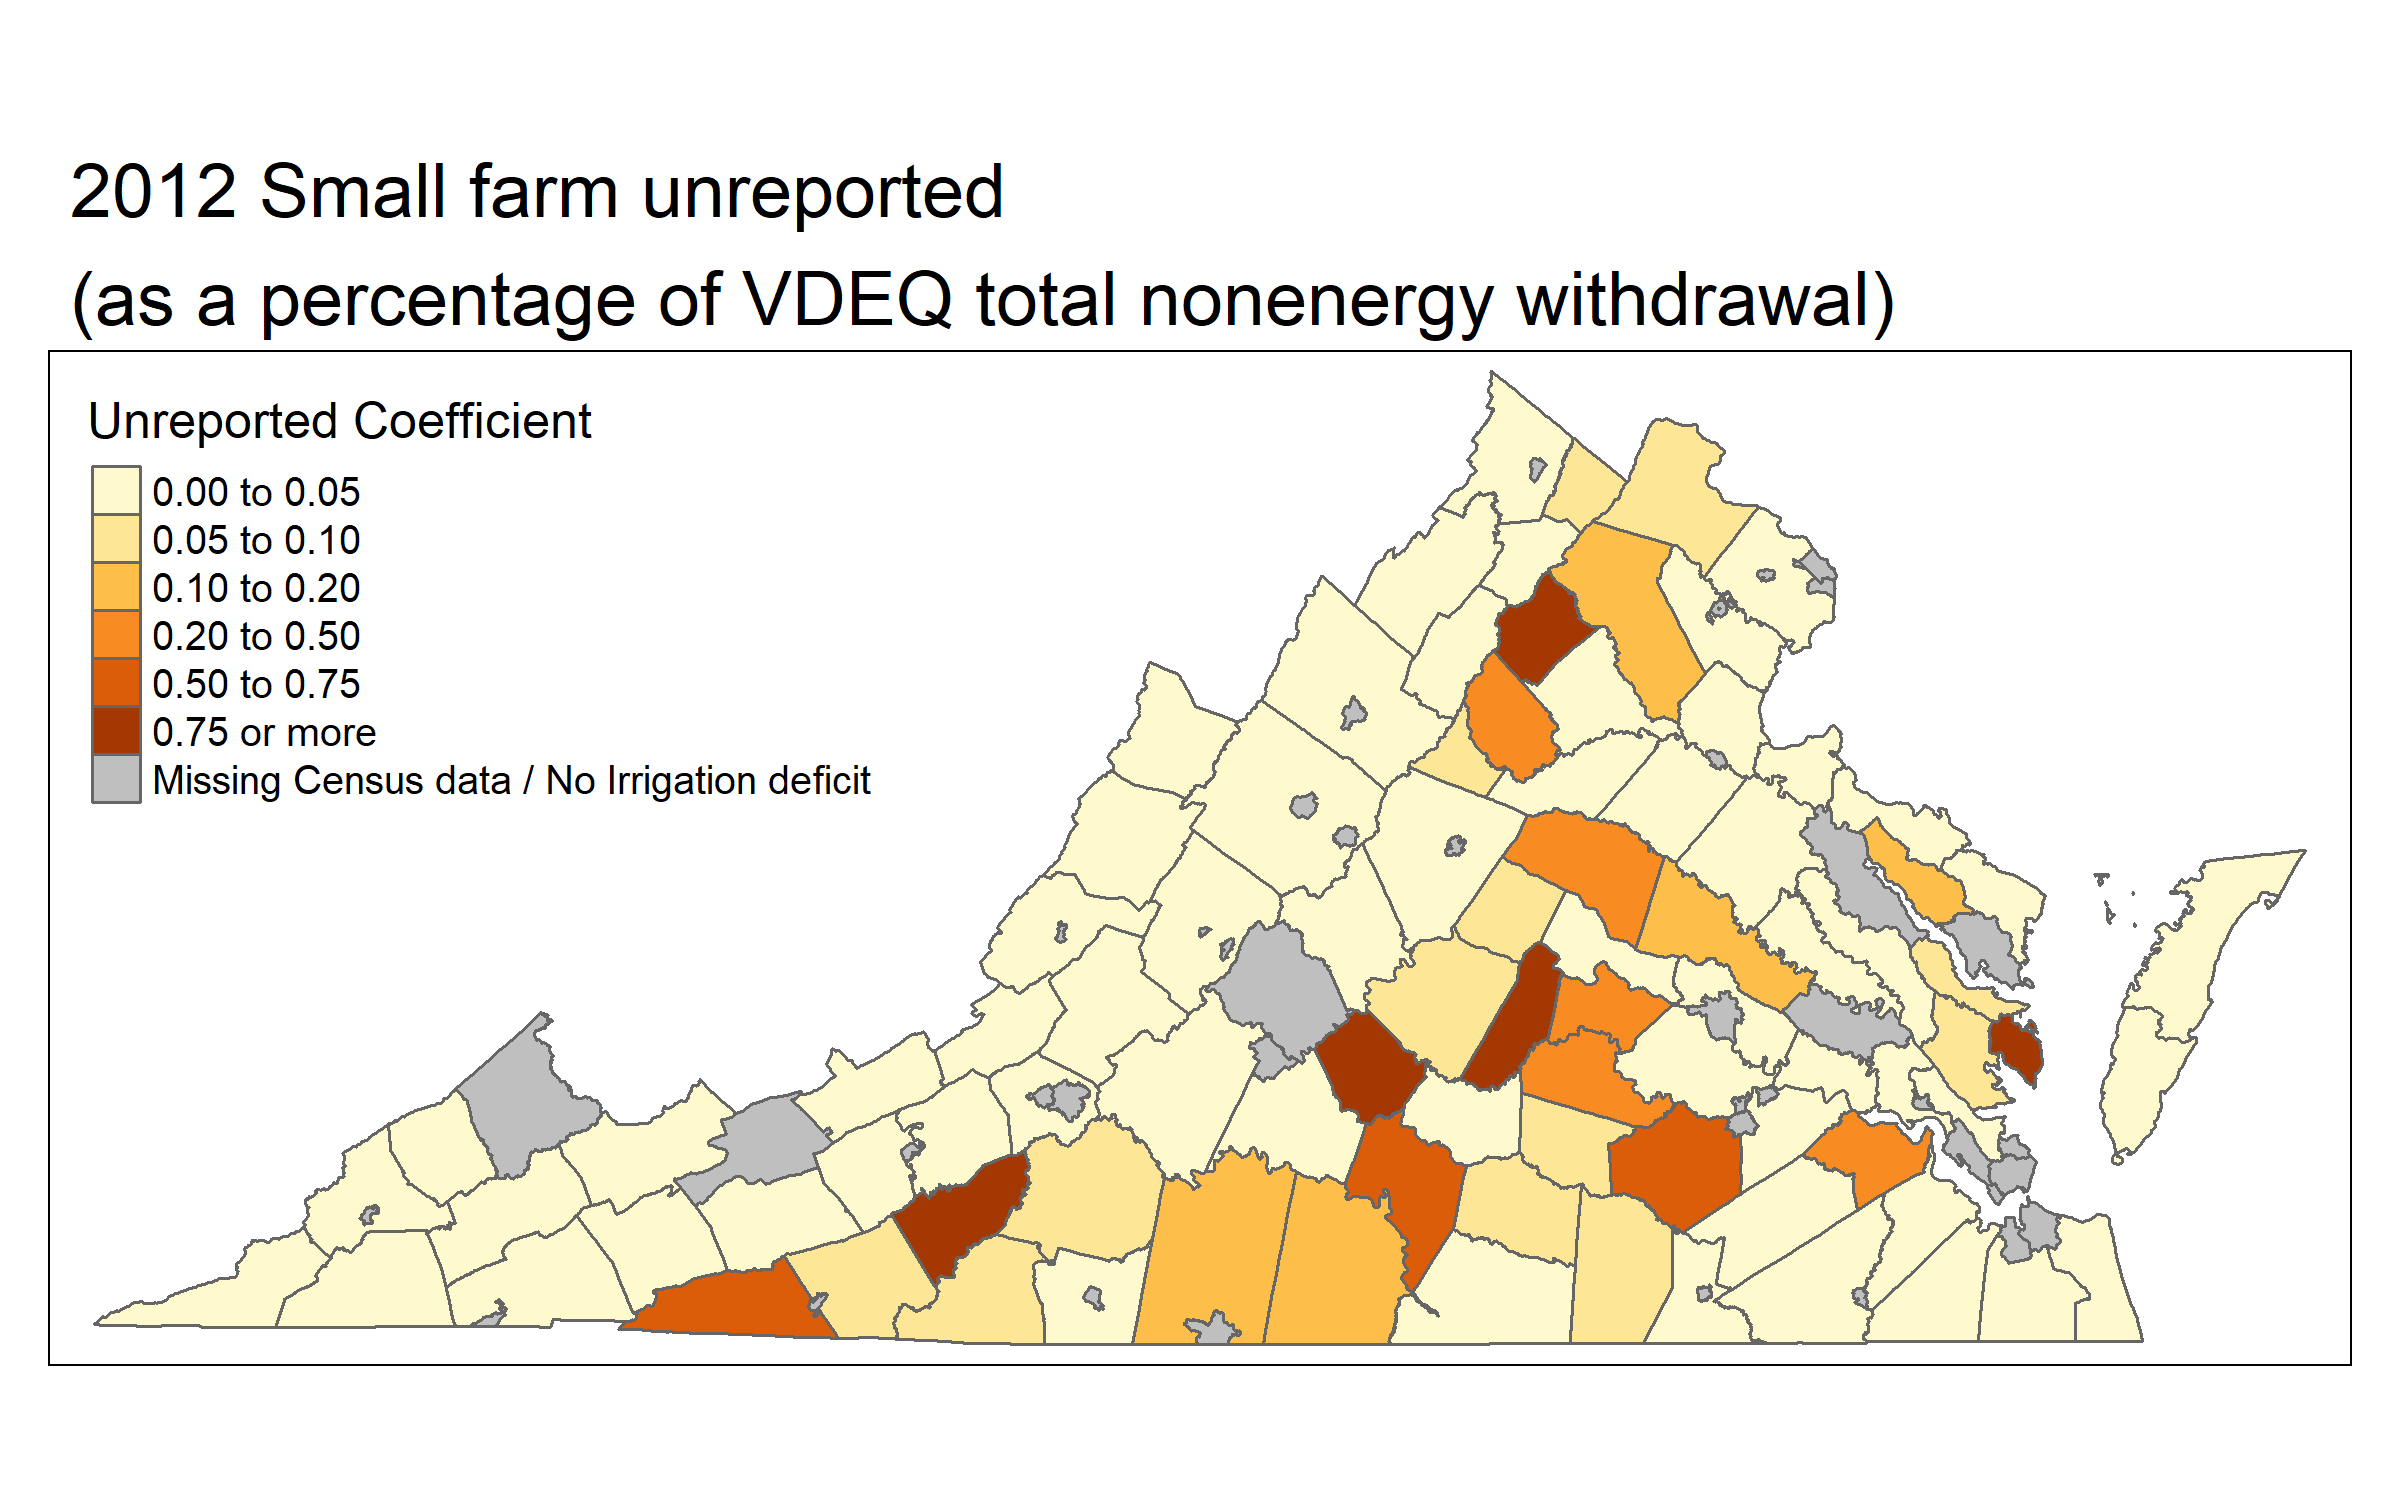 2012 Small farm unreported
(as a percentage of VDEQ total nonenergy withdrawal)
Unreported Coefficient
0.00 to 0.05
0.05 to 0.10
0.10 to 0.20
0.20 to 0.50
0.50 to 0.75
0.75 or more
Missing Census data / No Irrigation deficit